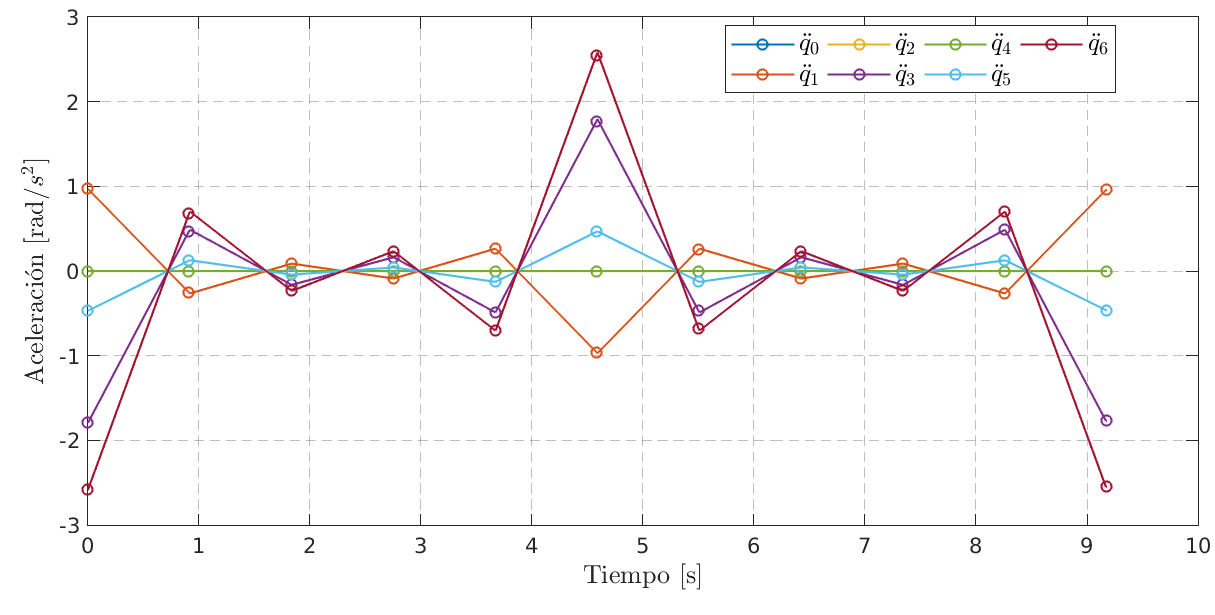 3
2
1
0
-1
-2
-3
Aceleración [rad/s²]
q̈₀ q̈₂ q̈₄ q̈₆
q̈₁ q̈₃ q̈₅
0 1 2 3 4 5 6 7 8 9 10
Tiempo [s]